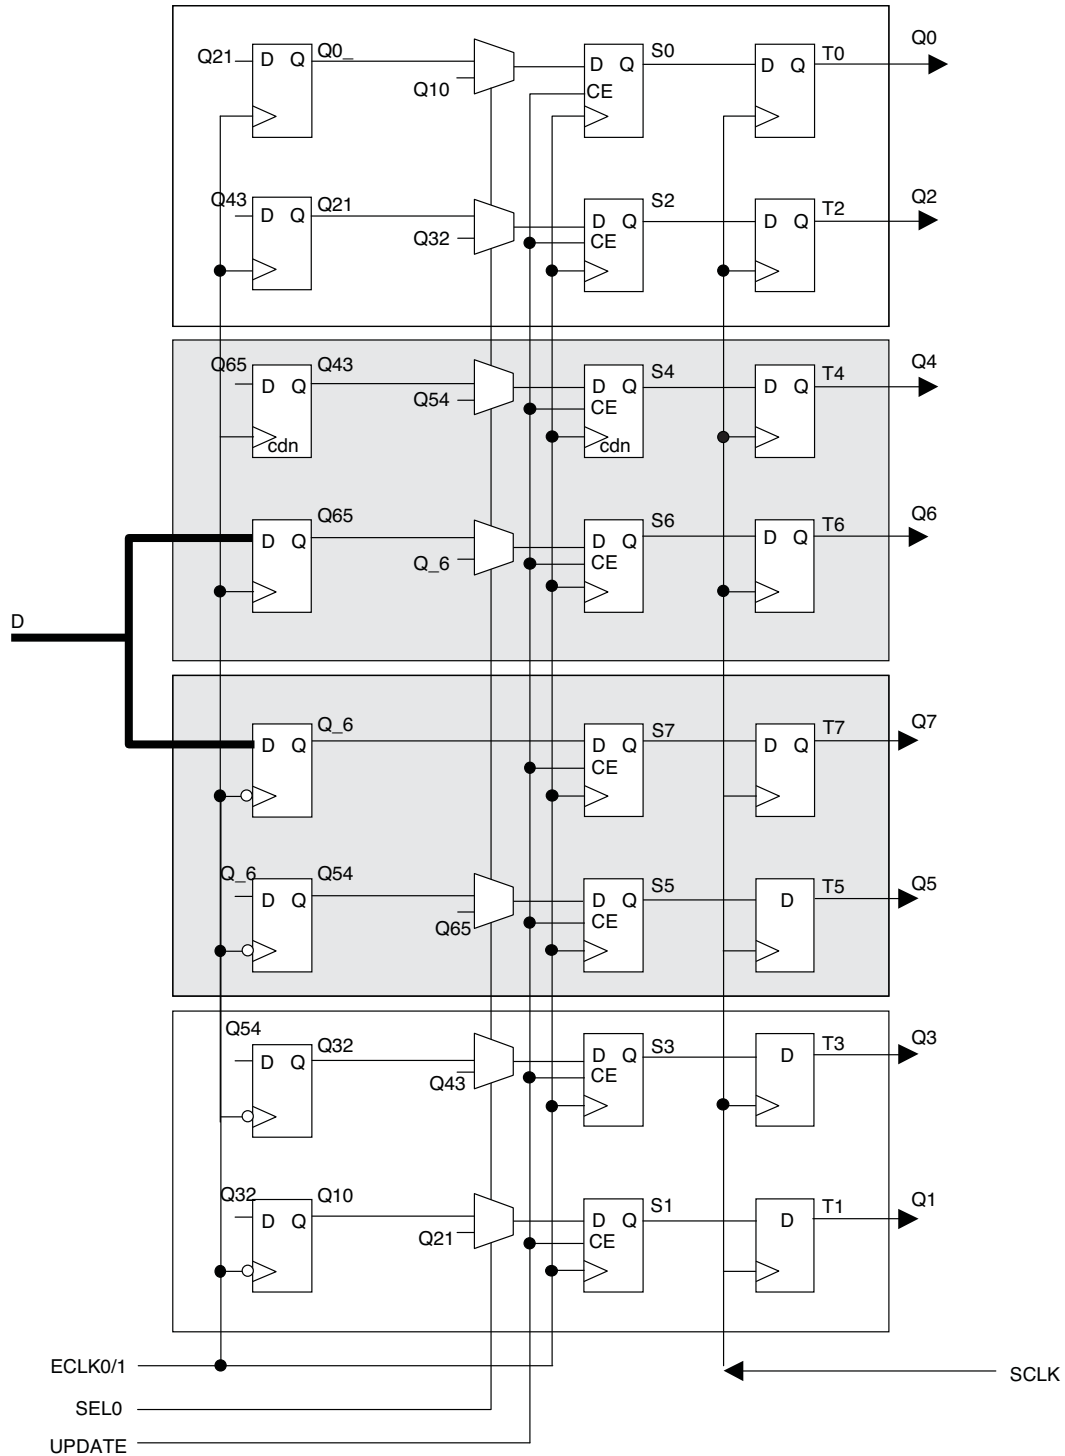 Q21 D Q Q0_ Q10 D Q CE S0 D Q T0 Q0
Q43 D Q Q21 Q32 D Q CE S2 D Q T2 Q2
Q65 D Q cdn Q43 Q54 D Q CE cdn S4 D Q T4 Q4
D Q Q65 Q_6 D Q CE S6 D Q T6 Q6
D
D Q Q_6 D Q CE S7 D Q T7 Q7
Q_6 D Q Q54 Q65 D Q CE S5 D T5 Q5
Q54 D Q Q32 Q43 D Q CE S3 D T3 Q3
Q32 D Q Q10 Q21 D Q CE S1 D T1 Q1
ECLK0/1
SCLK
SEL0
UPDATE